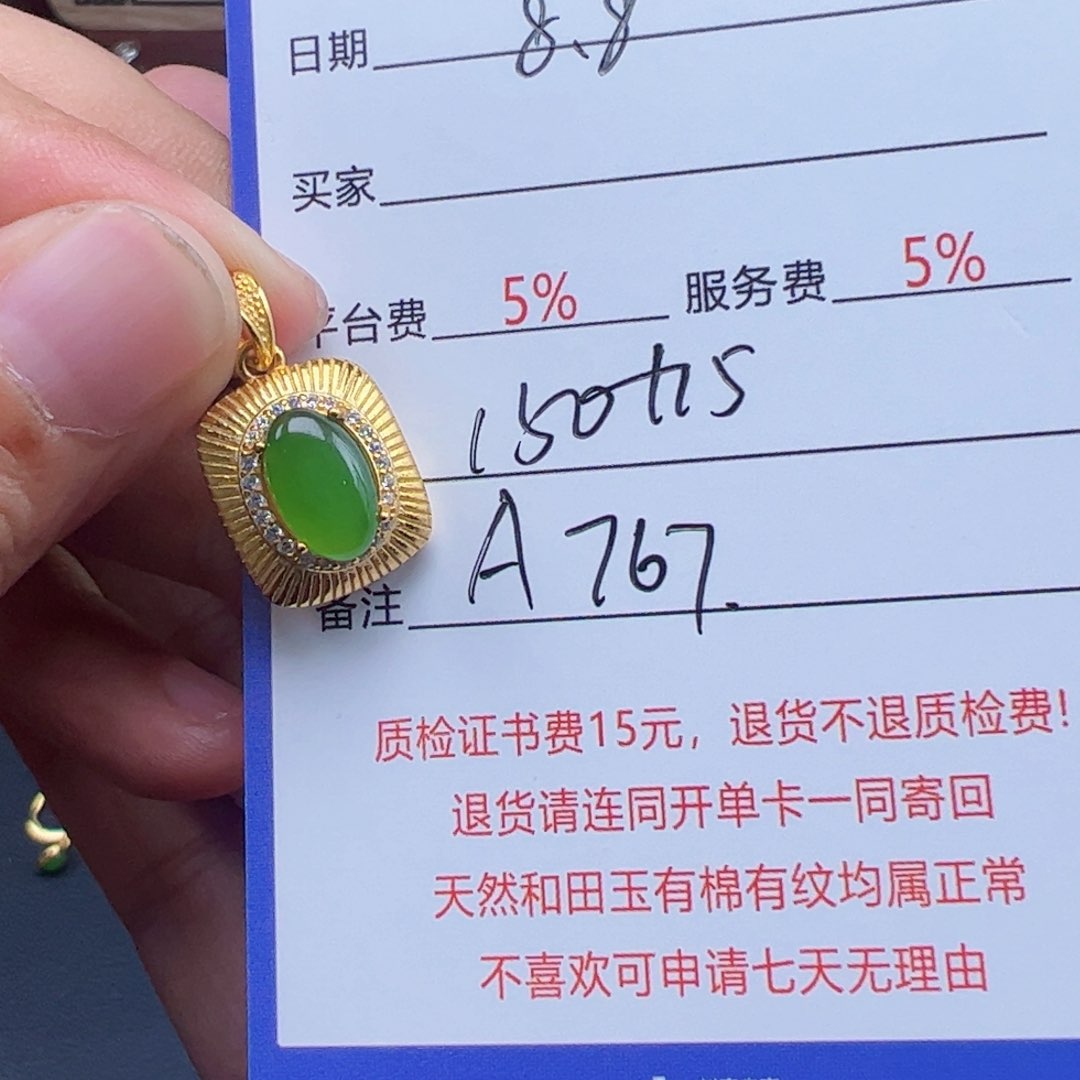 日期 8.8
买家
平台费 5% 服务费 5%
150+15
A767.
备注
质检证书费15元，退货不退质检费！
退货请连同开单卡一同寄回
天然和田玉有棉有纹均属正常
不喜欢可申请七天无理由